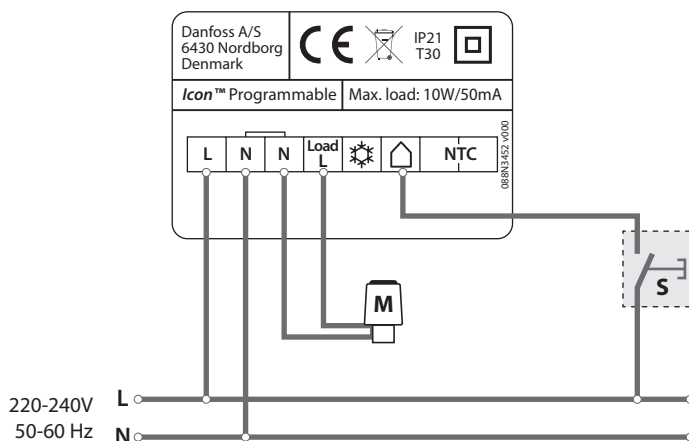 Danfoss A/S
6430 Nordborg
Denmark
CE
IP21
T30
Icon™ Programmable
Max. load: 10W/50mA
L N N Load L NTC
088N3452 v000
M
S
220-240V L
50-60 Hz N